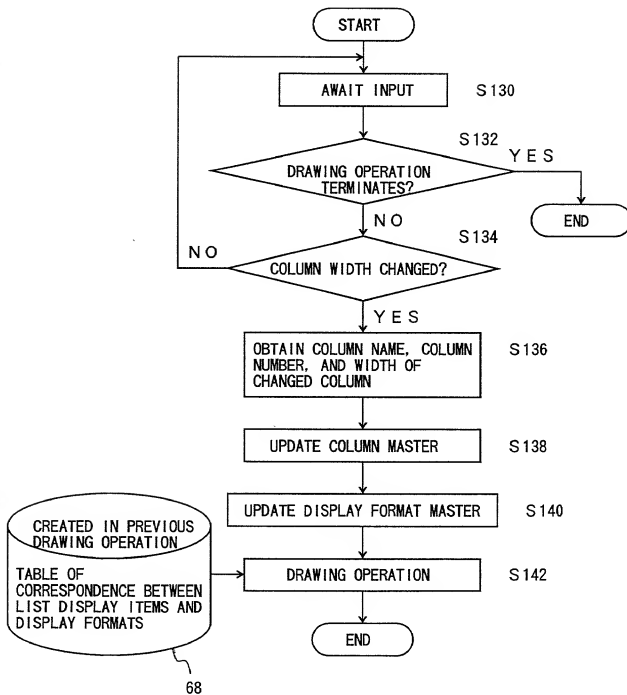 START
AWAIT INPUT
S130
S132
DRAWING OPERATION
TERMINATES?
YES
END
NO
S134
COLUMN WIDTH CHANGED?
NO
YES
OBTAIN COLUMN NAME, COLUMN
NUMBER, AND WIDTH OF
CHANGED COLUMN
S136
UPDATE COLUMN MASTER
S138
UPDATE DISPLAY FORMAT MASTER
S140
CREATED IN PREVIOUS
DRAWING OPERATION
TABLE OF
CORRESPONDENCE BETWEEN
LIST DISPLAY ITEMS AND
DISPLAY FORMATS
DRAWING OPERATION
S142
END
68